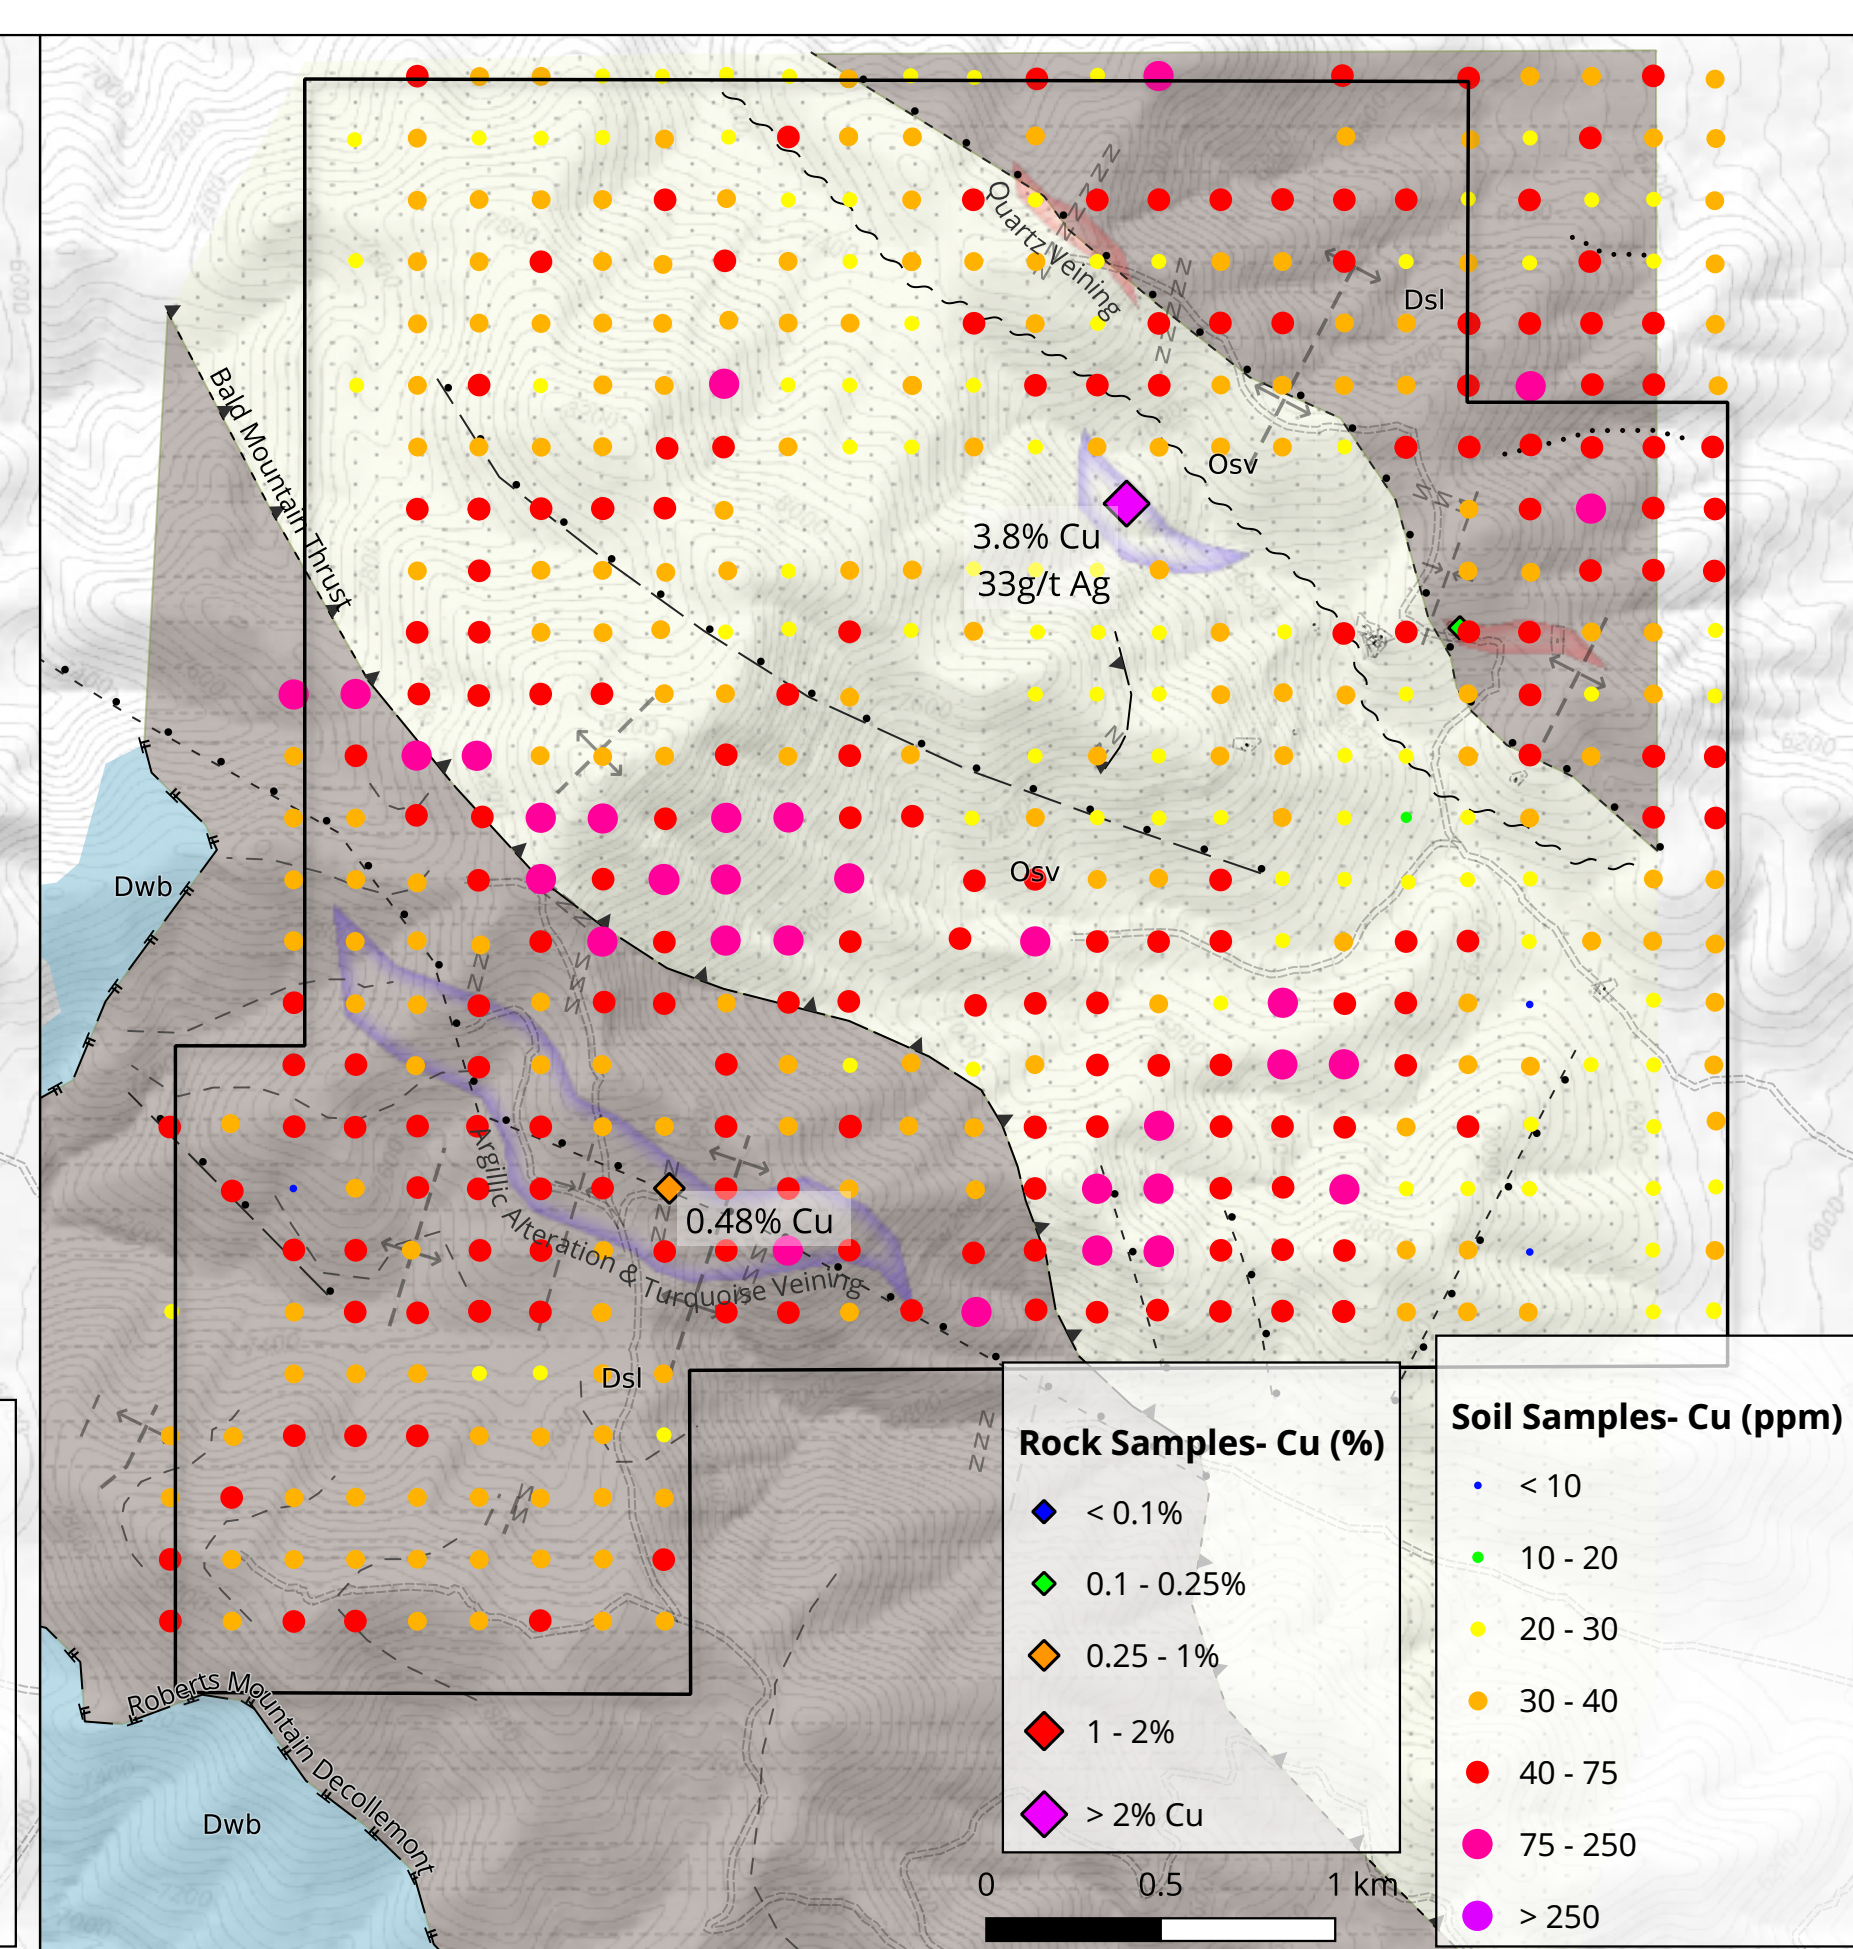 Quartz Veining
Dsl
Bald Mountain Thrust
Osv
3.8% Cu
33g/t Ag
Dwb
Osv
Argillic Alteration & Turquoise Veining
0.48% Cu
Dsl
Roberts Mountain Decollemont
Dwb
Rock Samples- Cu (%)
< 0.1%
0.1 - 0.25%
0.25 - 1%
1 - 2%
> 2% Cu
0 0.5 1 km
Soil Samples- Cu (ppm)
< 10
10 - 20
20 - 30
30 - 40
40 - 75
75 - 250
> 250